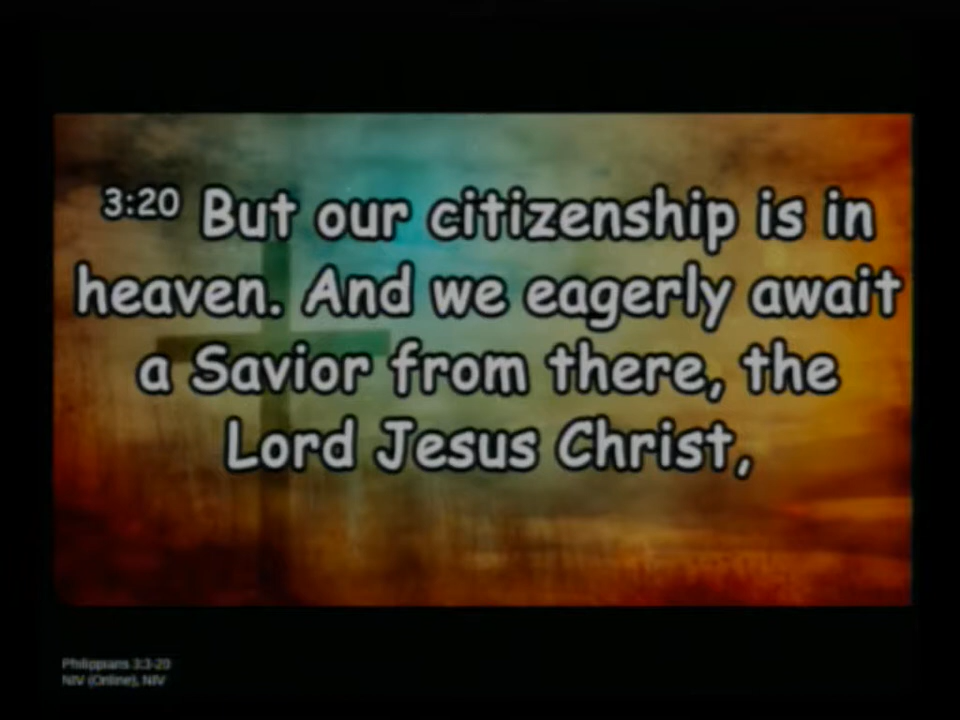 3:20 But our citizenship is in
heaven. And we eagerly await
a Savior from there, the
Lord Jesus Christ,
Philippians 3:3-20
NIV (Online), NIV